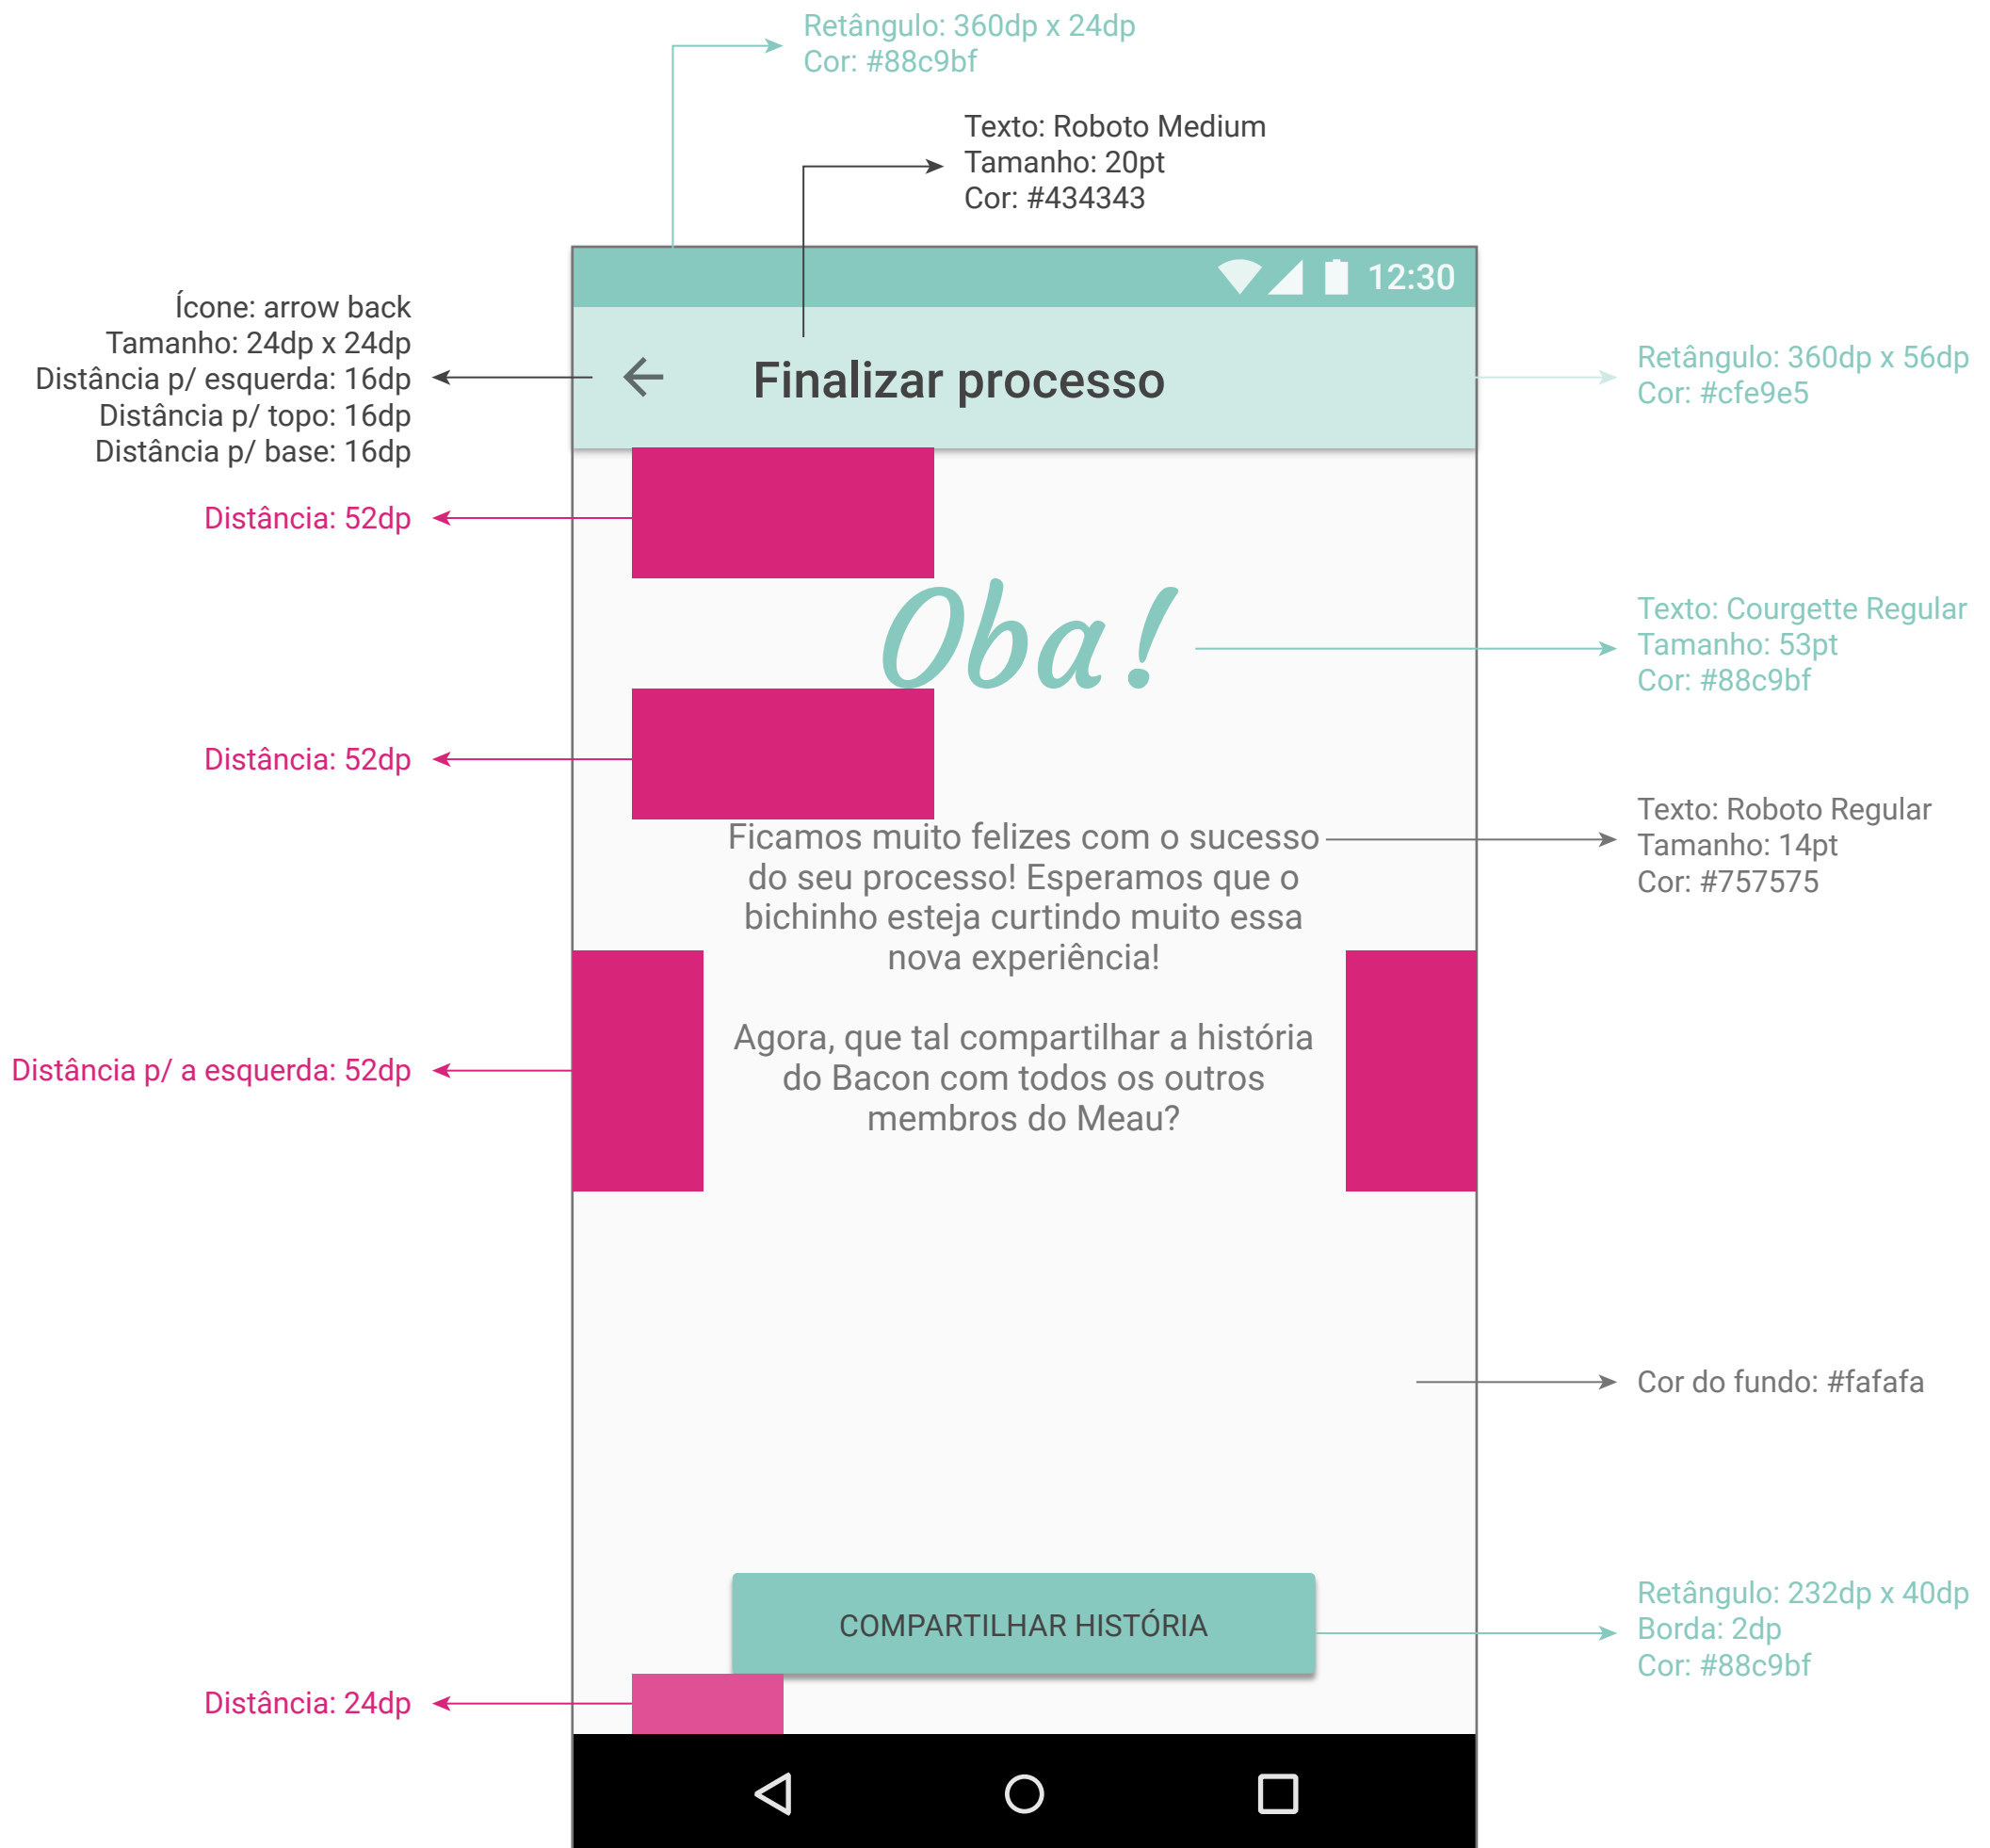 Retângulo: 360dp x 24dp
Cor: #88c9bf
Texto: Roboto Medium
Tamanho: 20pt
Cor: #434343
12:30
Ícone: arrow back
Tamanho: 24dp x 24dp
Distância p/ esquerda: 16dp
Distância p/ topo: 16dp
Distância p/ base: 16dp
Finalizar processo
Retângulo: 360dp x 56dp
Cor: #cfe9e5
Distância: 52dp
Oba!
Texto: Courgette Regular
Tamanho: 53pt
Cor: #88c9bf
Distância: 52dp
Ficamos muito felizes com o sucesso
do seu processo! Esperamos que o
bichinho esteja curtindo muito essa
nova experiência!
Texto: Roboto Regular
Tamanho: 14pt
Cor: #757575
Agora, que tal compartilhar a história
do Bacon com todos os outros
membros do Meau?
Distância p/ a esquerda: 52dp
Cor do fundo: #fafafa
COMPARTILHAR HISTÓRIA
Retângulo: 232dp x 40dp
Borda: 2dp
Cor: #88c9bf
Distância: 24dp